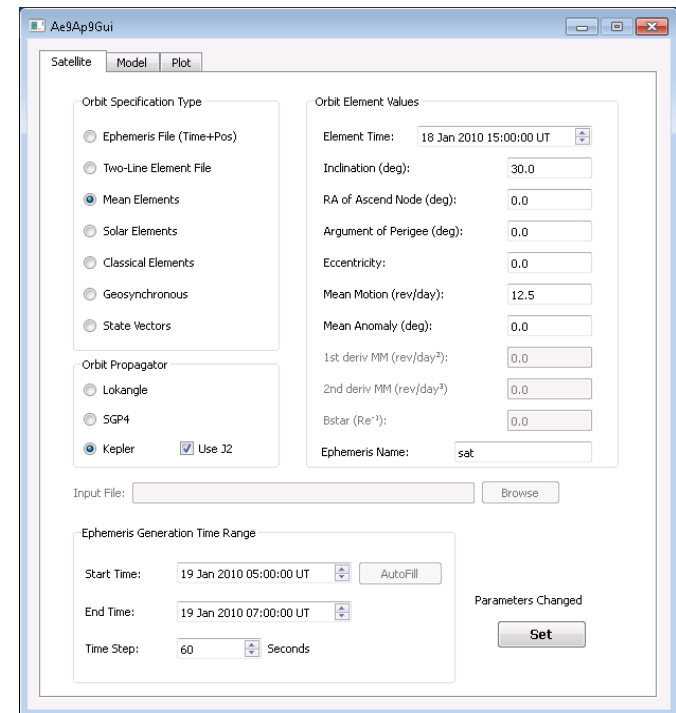 Ae9Ap9Gui
Satellite Model Plot
Orbit Specification Type
Ephemeris File (Time+Pos)
Two-Line Element File
Mean Elements
Solar Elements
Classical Elements
Geosynchronous
State Vectors
Orbit Propagator
Lokangle
SGP4
Kepler Use J2
Orbit Element Values
Element Time: 18 Jan 2010 15:00:00 UT
Inclination (deg): 30.0
RA of Ascend Node (deg): 0.0
Argument of Perigee (deg): 0.0
Eccentricity: 0.0
Mean Motion (rev/day): 12.5
Mean Anomaly (deg): 0.0
1st deriv MM (rev/day²): 0.0
2nd deriv MM (rev/day³) 0.0
Bstar (Re⁻¹): 0.0
Ephemeris Name: sat
Input File: Browse
Ephemeris Generation Time Range
Start Time: 19 Jan 2010 05:00:00 UT AutoFill
End Time: 19 Jan 2010 07:00:00 UT
Time Step: 60 Seconds
Parameters Changed
Set